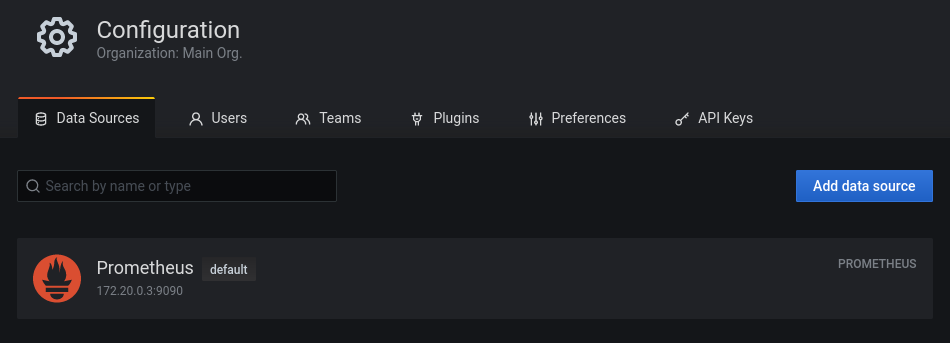 Configuration
Organization: Main Org.
Data Sources Users Teams Plugins Preferences API Keys
Search by name or type
Add data source
Prometheus default
PROMETHEUS
172.20.0.3:9090